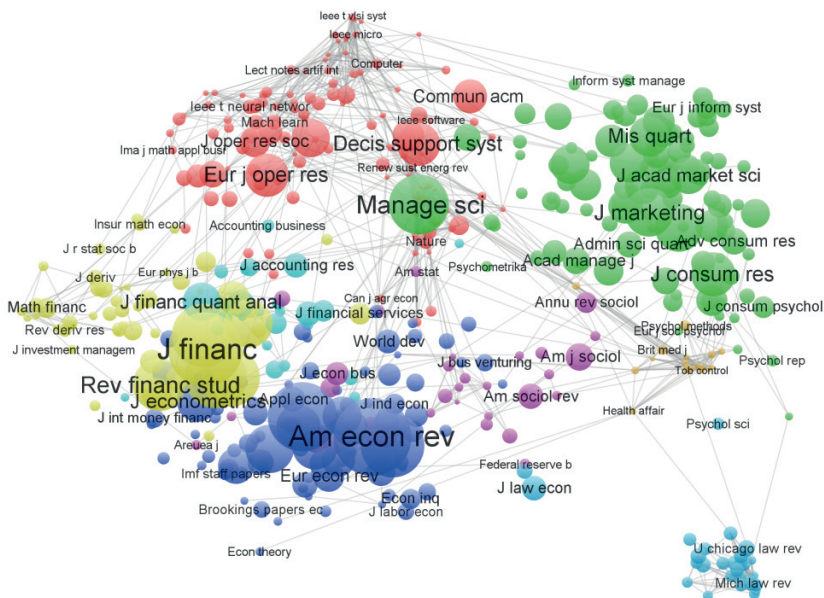 Ieee t vlsi syst
Ieee micro
Lect notes artif int
Computer
Inform syst manage
Commun acm
Eur j inform syst
Ieee t neural networ
Mach learn
Ieee software
Mis quart
J oper res soc
Decis support syst
Ima j math appl busi
Eur j oper res
Renew sust energ rev
J acad market sci
Manage sci
J marketing
Insur math econ
Accounting business
Nature
Admin sci quart
Adv consum res
J r stat soc b
Eur phys j b
J accounting res
Am stat
Psychometrika
Acad manage j
J deriv
J consum res
Math financ
J financ quant anal
Can j agr econ
Annu rev sociol
J consum psychol
J financial services
Rev deriv res
Psychol methods
Eur j soc psychol
J investment managem
J financ
World dev
Brit med j
J bus venturing
Am j sociol
Psychol rep
Rev financ stud
J econ bus
Tob control
J econometrics
Appl econ
J ind econ
Am sociol rev
J int money financ
Health affair
Psychol sci
Areuea j
Am econ rev
Imf staff papers
Eur econ rev
Federal reserve b
J law econ
Brookings papers ec
Econ inq
J labor econ
Econ theory
U chicago law rev
Mich law rev